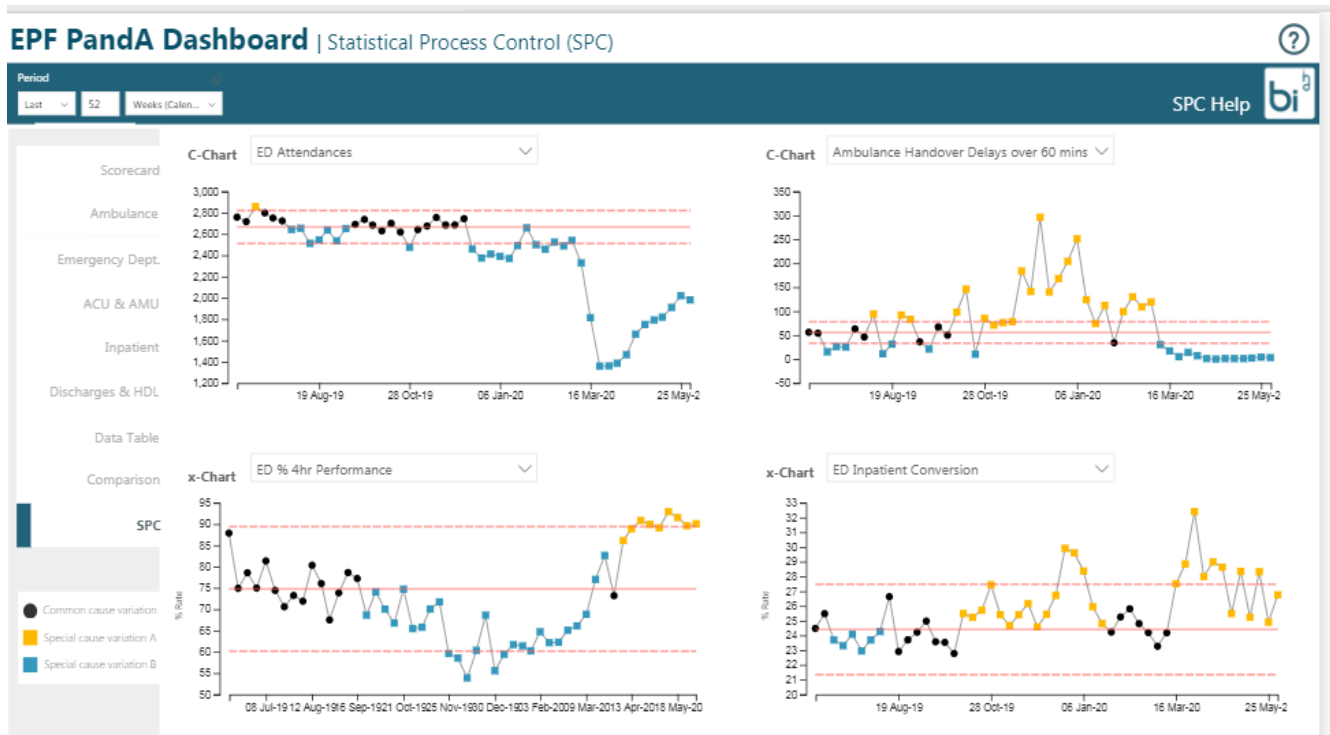 EPF PandA Dashboard | Statistical Process Control (SPC)
?
Period
Last 52 Weeks (Calen...
SPC Help
bi
Scorecard
Ambulance
Emergency Dept.
ACU & AMU
Inpatient
Discharges & HDL
Data Table
Comparison
SPC
Common cause variation
Special cause variation A
Special cause variation B
C-Chart ED Attendances
3,000
2,800
2,600
2,400
2,200
2,000
1,800
1,600
1,400
1,200
19 Aug-19 28 Oct-19 06 Jan-20 16 Mar-20 25 May-2
C-Chart Ambulance Handover Delays over 60 mins
350
300
250
200
150
100
50
0
-50
19 Aug-19 28 Oct-19 06 Jan-20 16 Mar-20 25 May-2
x-Chart ED % 4hr Performance
95
90
85
80
75
70
65
60
55
50
% Rate
08 Jul-19 12 Aug-19 16 Sep-19 21 Oct-19 25 Nov-19 30 Dec-19 03 Feb-20 09 Mar-20 13 Apr-20 18 May-20
x-Chart ED Inpatient Conversion
33
32
31
30
29
28
27
26
25
24
23
22
21
20
% Rate
19 Aug-19 28 Oct-19 06 Jan-20 16 Mar-20 25 May-2